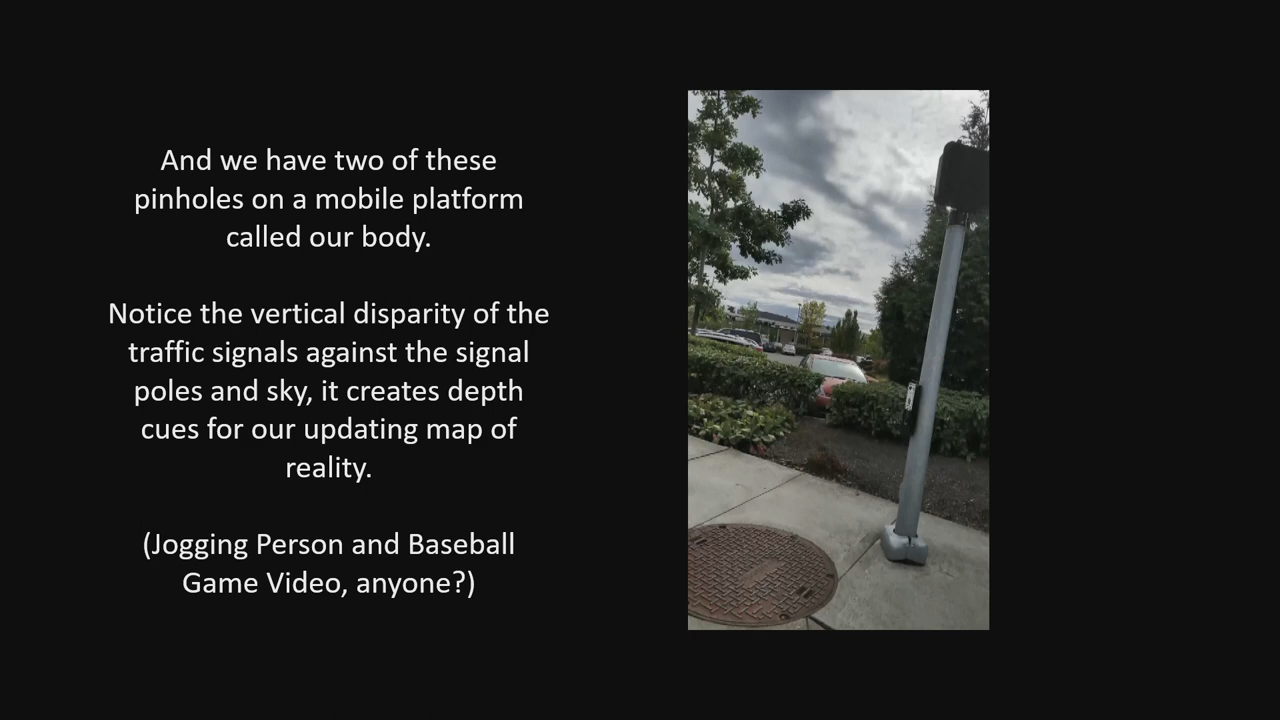 And we have two of these
pinholes on a mobile platform
called our body.
Notice the vertical disparity of the
traffic signals against the signal
poles and sky, it creates depth
cues for our updating map of
reality.
(Jogging Person and Baseball
Game Video, anyone?)